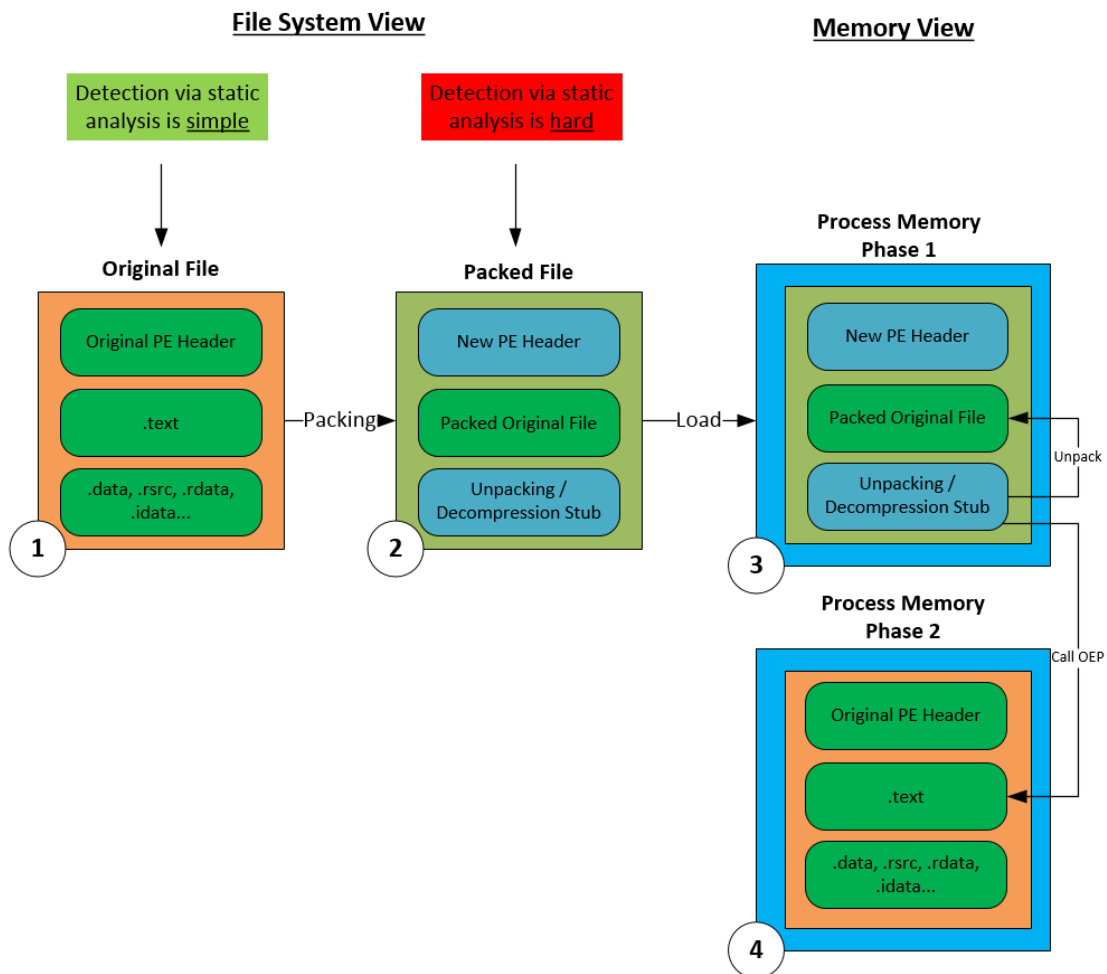 File System View
Memory View
Detection via static
analysis is simple
Detection via static
analysis is hard
Original File
Original PE Header
.text
.data, .rsrc, .rdata,
.idata...
1
Packing
Packed File
New PE Header
Packed Original File
Unpacking /
Decompression Stub
2
Load
Process Memory
Phase 1
New PE Header
Packed Original File
Unpacking /
Decompression Stub
3
Unpack
Call OEP
Process Memory
Phase 2
Original PE Header
.text
.data, .rsrc, .rdata,
.idata...
4